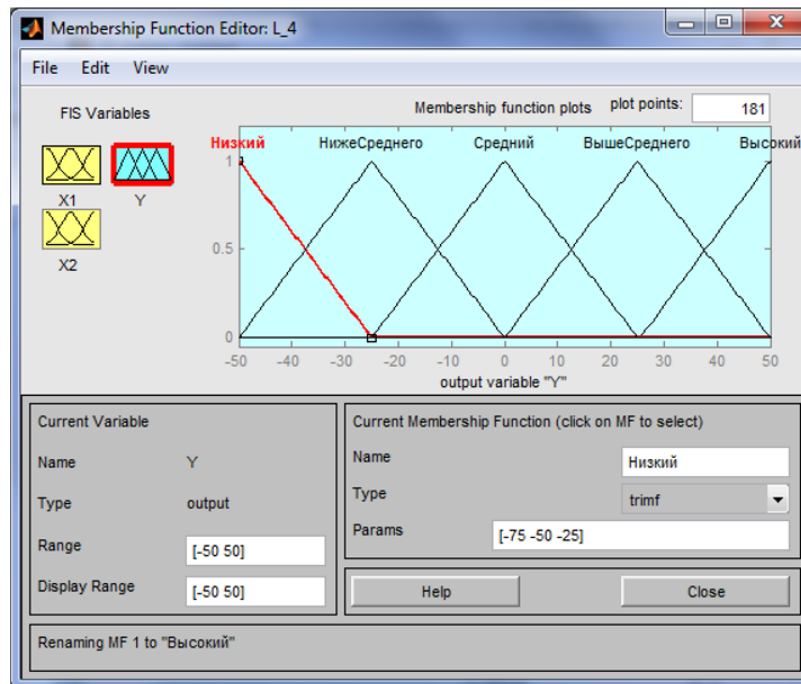 Membership Function Editor: L_4
File Edit View
FIS Variables
Membership function plots plot points: 181
X1
Y
X2
Низкий НижеСреднего Средний ВышеСреднего Высокий
1
0.5
0
-50 -40 -30 -20 -10 0 10 20 30 40 50
output variable "Y"
Current Variable
Name Y
Type output
Range [-50 50]
Display Range [-50 50]
Current Membership Function (click on MF to select)
Name Низкий
Type trimf
Params [-75 -50 -25]
Help Close
Renaming MF 1 to "Высокий"